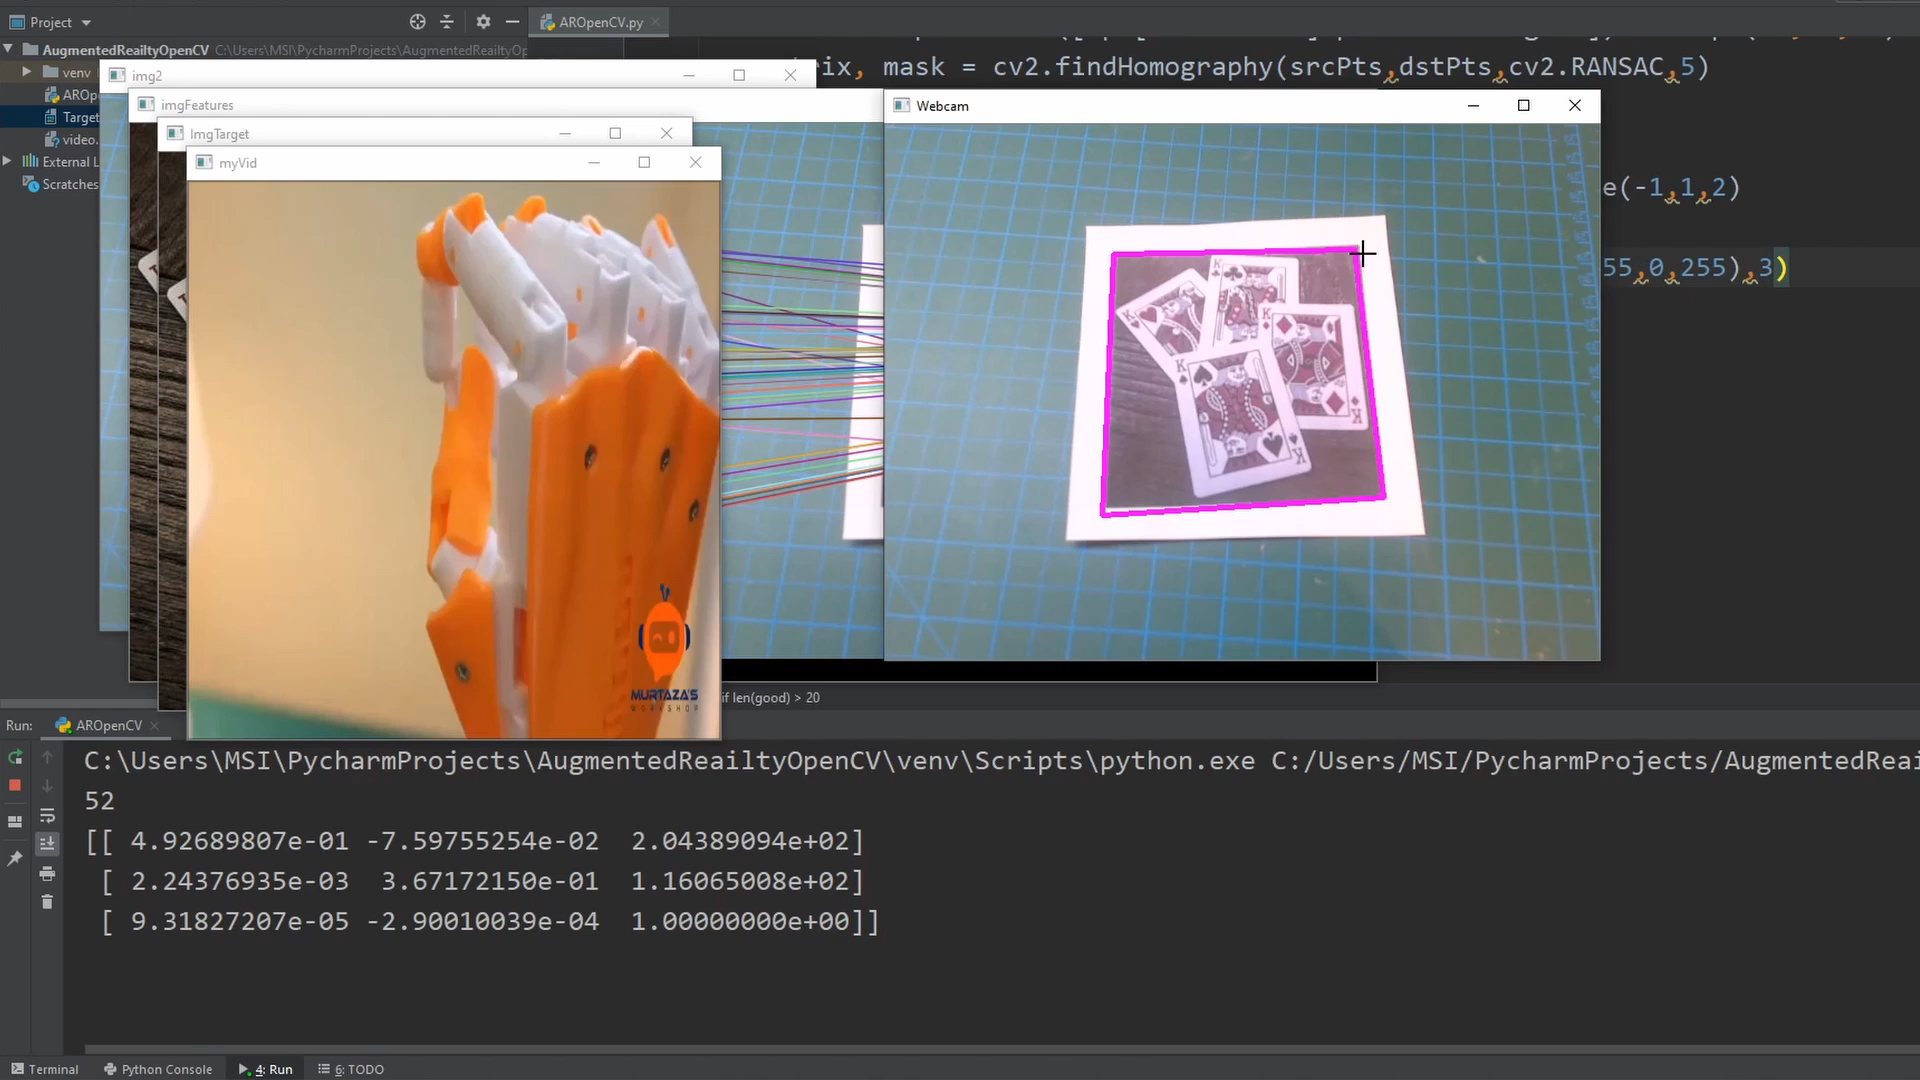 Project
AROpenCV.py
AugmentedReailtyOpenCV C:\Users\MSI\PycharmProjects\AugmentedReailtyOp
venv
AROp
Target
video.
External L
Scratches
img2
imgFeatures
ImgTarget
myVid
Webcam
rix, mask = cv2.findHomography(srcPts,dstPts,cv2.RANSAC,5)
e(-1,1,2)
55,0,255),3)
K
K
K
K
K
K
MURTAZA'S
WORKSHOP
if len(good) > 20
Run: AROpenCV
C:\Users\MSI\PycharmProjects\AugmentedReailtyOpenCV\venv\Scripts\python.exe C:/Users/MSI/PycharmProjects/AugmentedReai
52
[[ 4.92689807e-01 -7.59755254e-02 2.04389094e+02]
[ 2.24376935e-03 3.67172150e-01 1.16065008e+02]
[ 9.31827207e-05 -2.90010039e-04 1.00000000e+00]]
Terminal
Python Console
4: Run
6: TODO